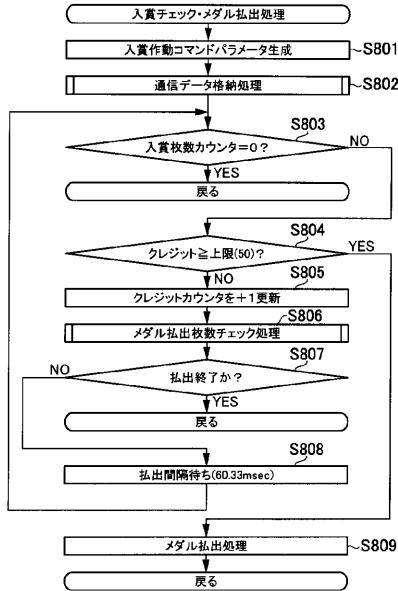 入賞チェック・メダル払出処理
入賞作動コマンドパラメータ生成
S801
通信データ格納処理
S802
S803
入賞枚数カウンタ=0?
NO
YES
戻る
S804
クレジット≧上限(50)?
YES
NO
S805
クレジットカウンタを+1更新
S806
メダル払出枚数チェック処理
S807
NO
払出終了か?
YES
戻る
S808
払出間隔待ち(60.33msec)
メダル払出処理
S809
戻る